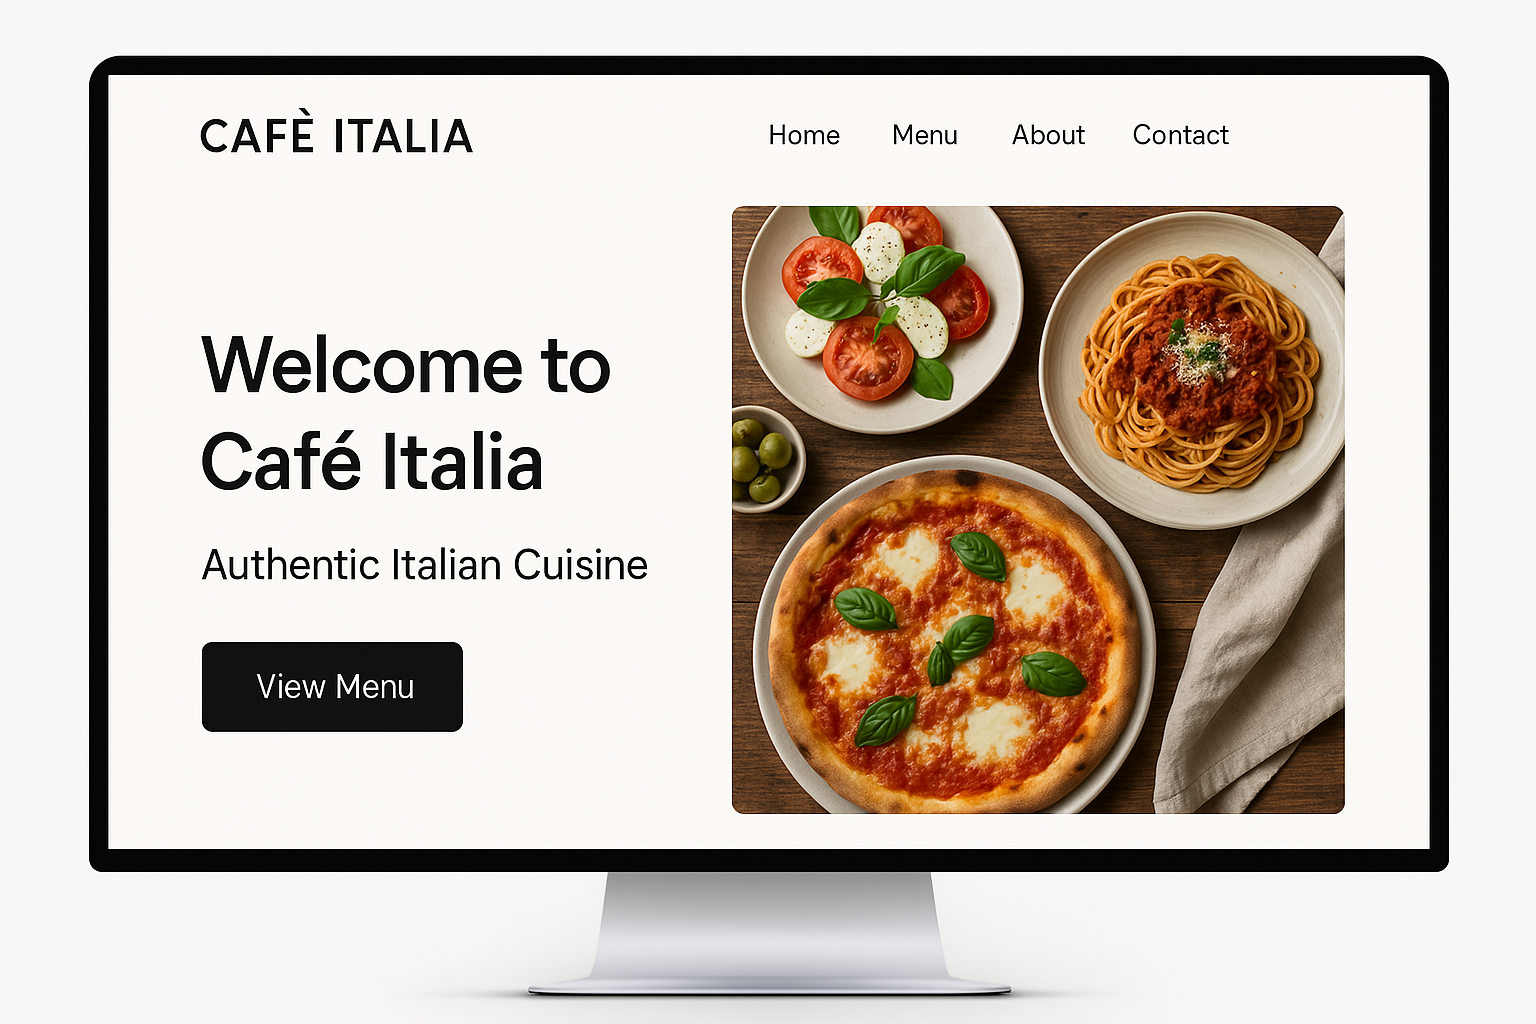 CAFÈ ITALIA
Home Menu About Contact
Welcome to
Café Italia
Authentic Italian Cuisine
View Menu